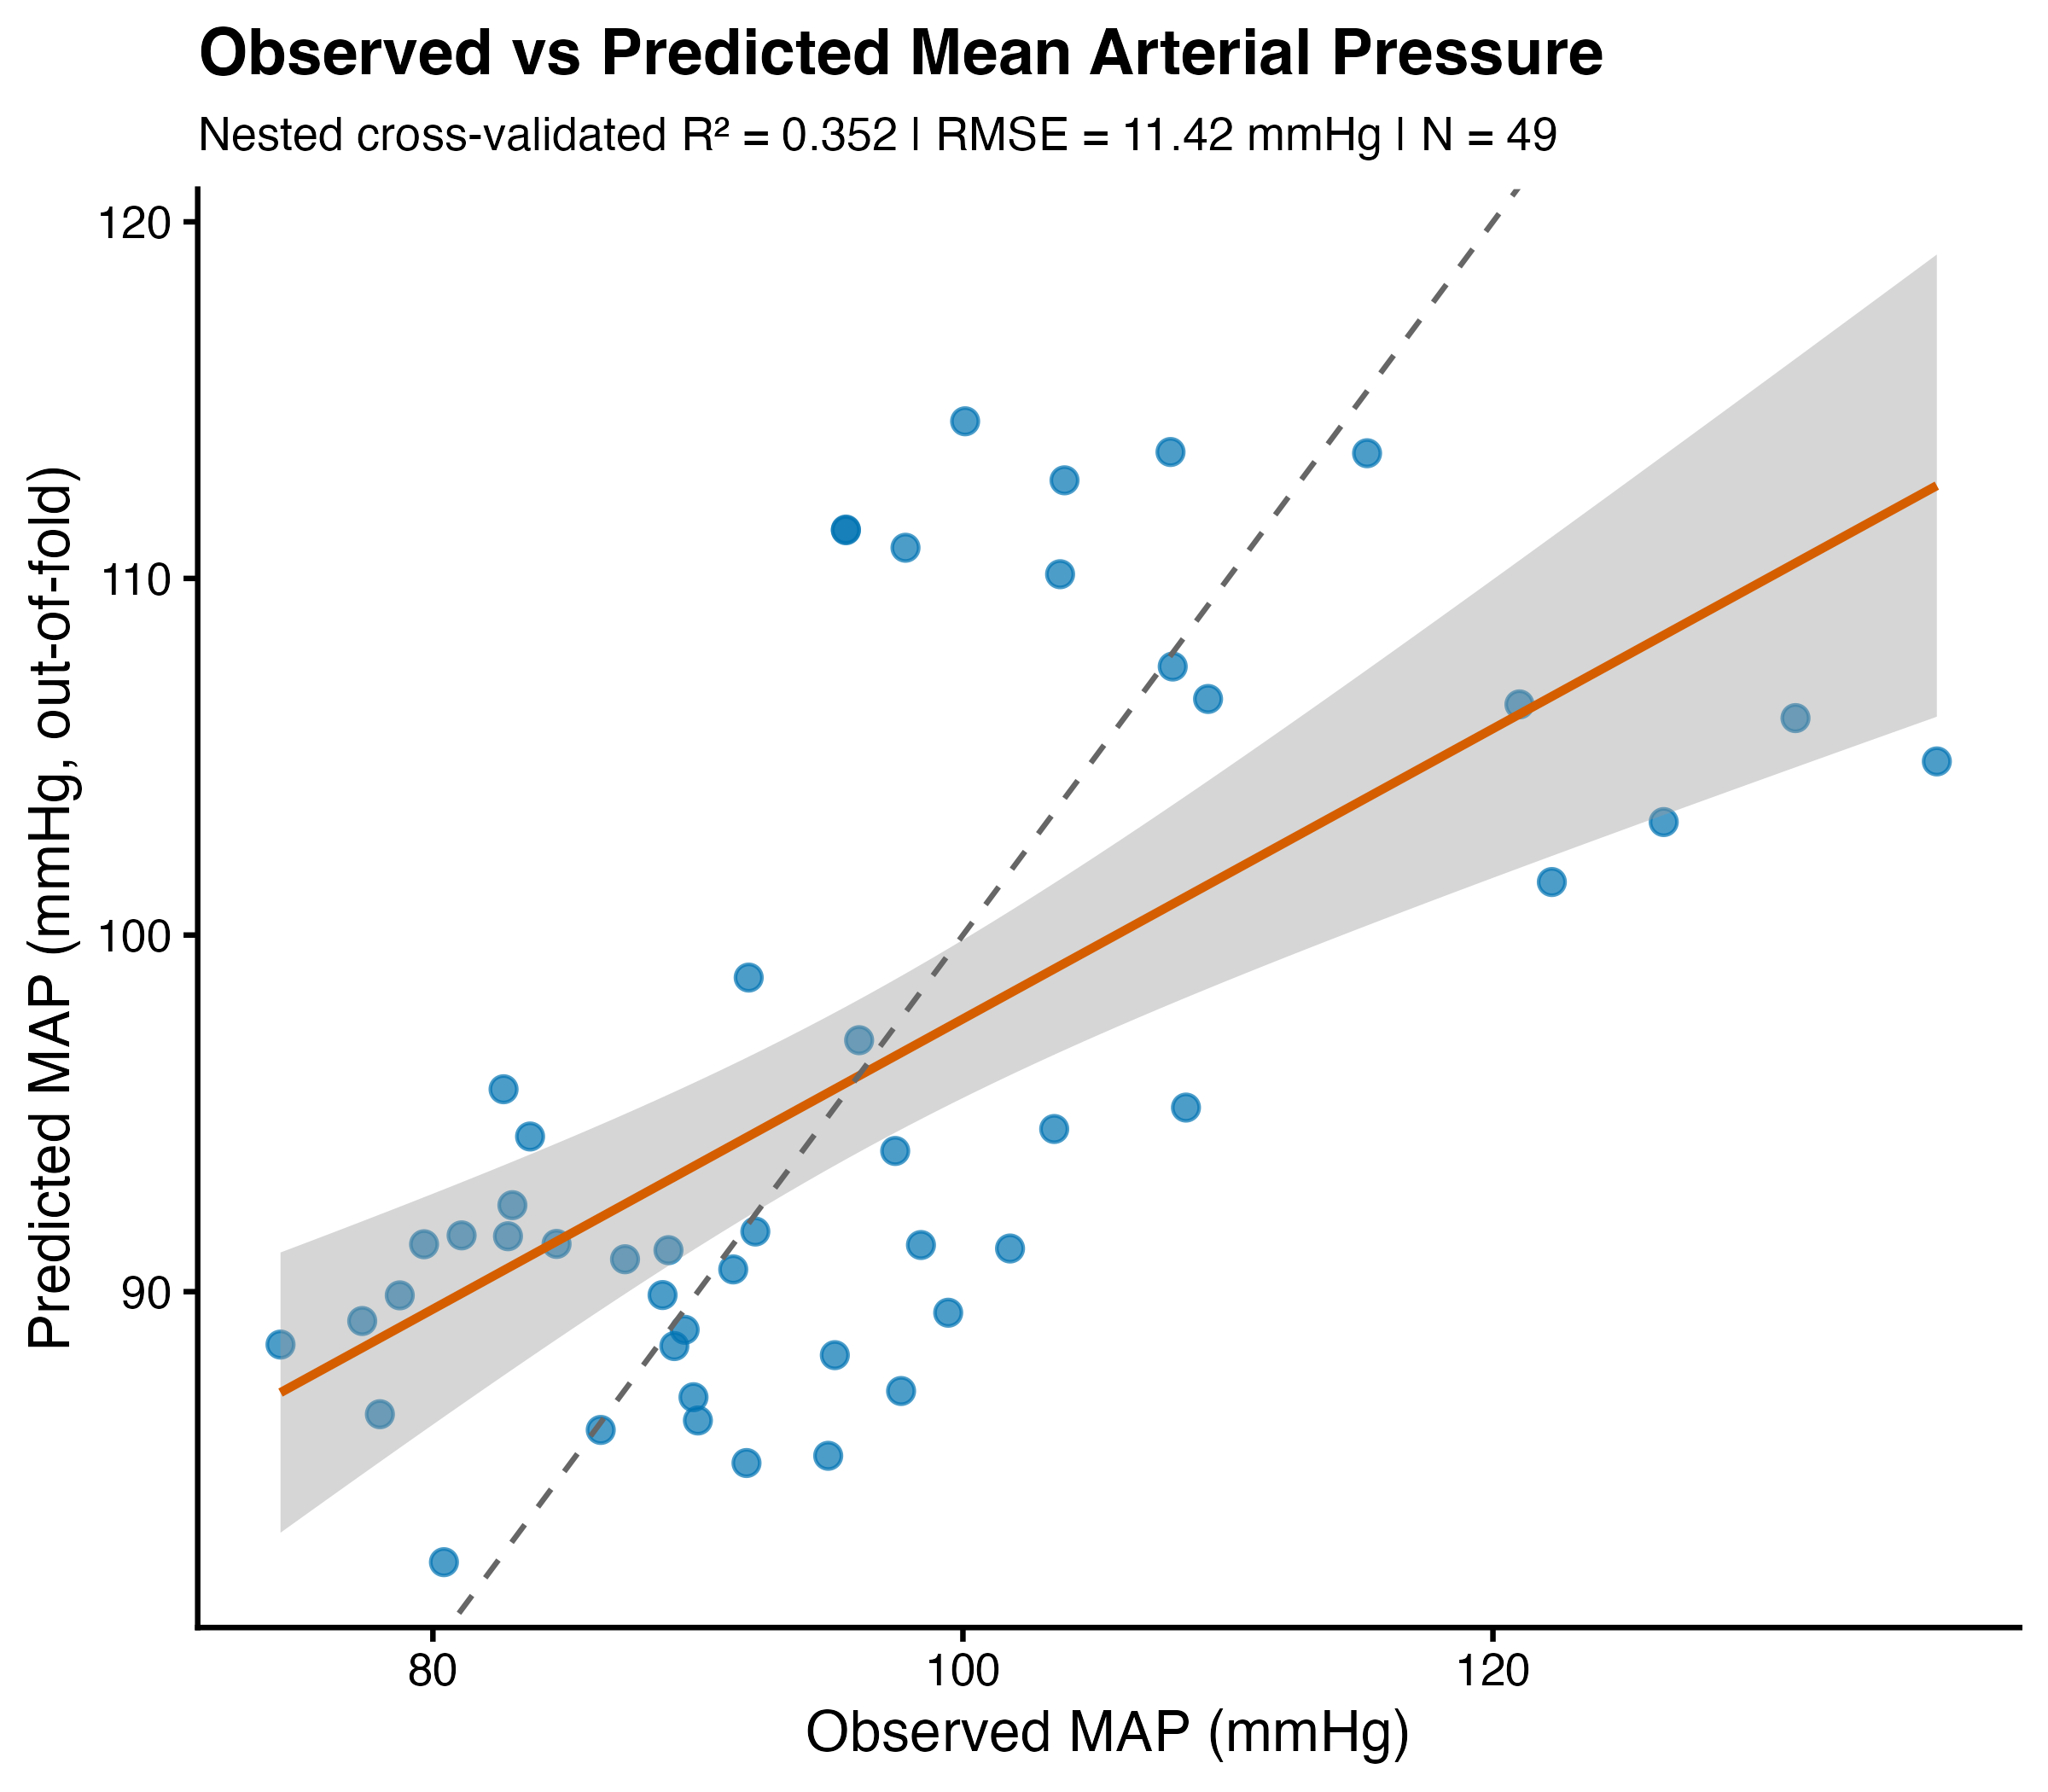 Observed vs Predicted Mean Arterial Pressure
Nested cross-validated R² = 0.352 | RMSE = 11.42 mmHg | N = 49
Predicted MAP (mmHg, out-of-fold)
120
110
100
90
80
100
120
Observed MAP (mmHg)